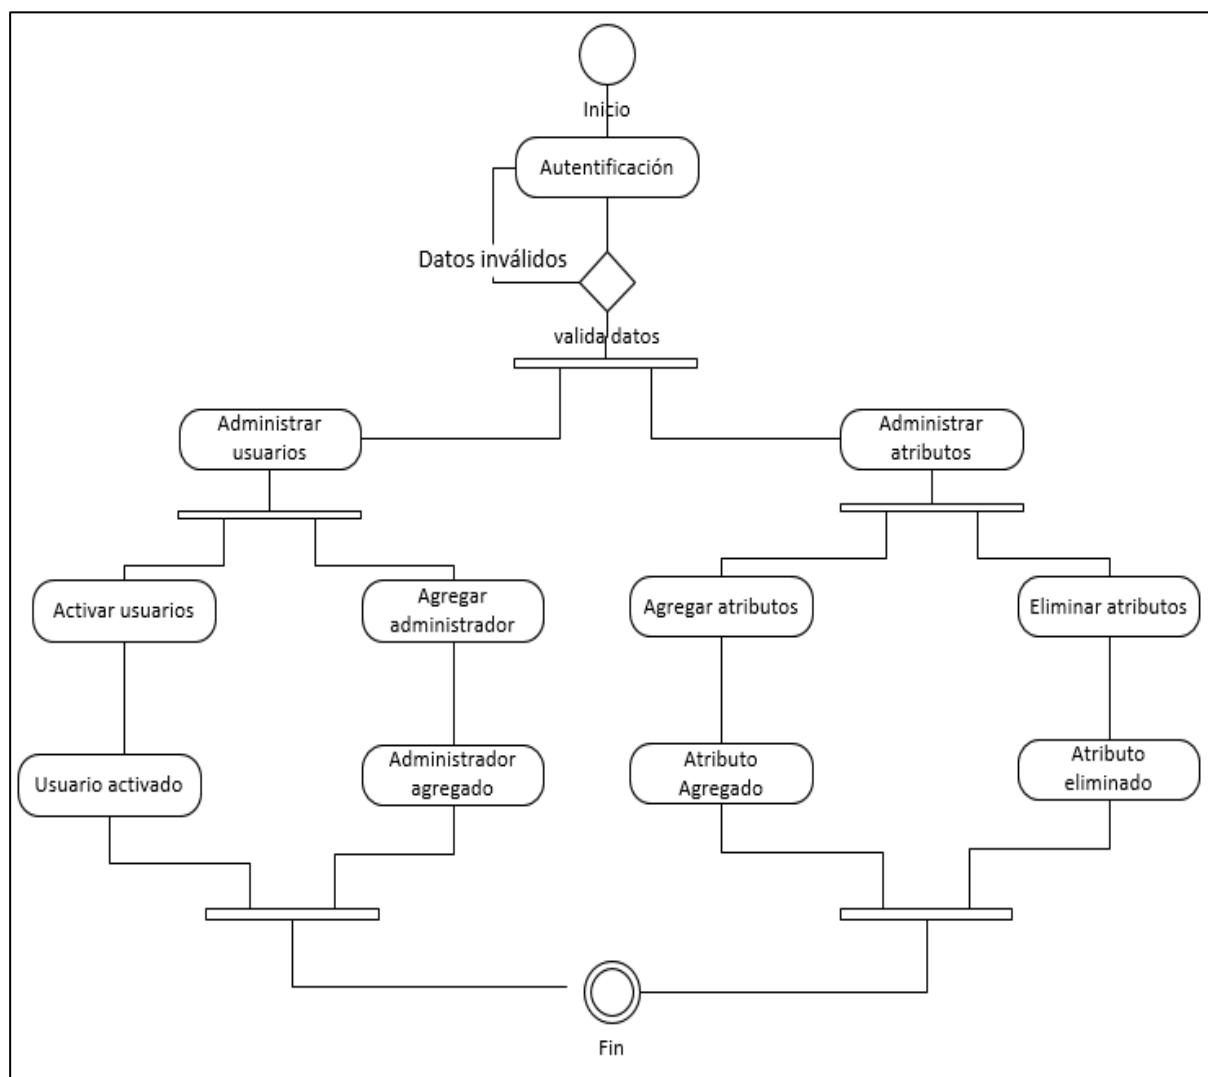 Inicio
Autentificación
Datos inválidos
valida datos
Administrar
usuarios
Administrar
atributos
Activar usuarios
Agregar
administrador
Agregar atributos
Eliminar atributos
Usuario activado
Administrador
agregado
Atributo
Agregado
Atributo
eliminado
Fin